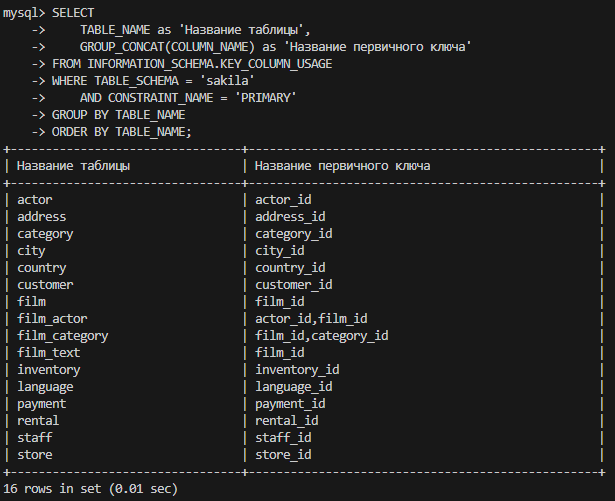 mysql> SELECT
    ->     TABLE_NAME as 'Название таблицы',
    ->     GROUP_CONCAT(COLUMN_NAME) as 'Название первичного ключа'
    -> FROM INFORMATION_SCHEMA.KEY_COLUMN_USAGE
    -> WHERE TABLE_SCHEMA = 'sakila'
    ->     AND CONSTRAINT_NAME = 'PRIMARY'
    -> GROUP BY TABLE_NAME
    -> ORDER BY TABLE_NAME;
+-------------------------------+-----------------------------------------------+
| Название таблицы              | Название первичного ключа                     |
+-------------------------------+-----------------------------------------------+
| actor                         | actor_id                                      |
| address                       | address_id                                    |
| category                      | category_id                                   |
| city                          | city_id                                       |
| country                       | country_id                                    |
| customer                      | customer_id                                   |
| film                          | film_id                                       |
| film_actor                    | actor_id,film_id                              |
| film_category                 | film_id,category_id                           |
| film_text                     | film_id                                       |
| inventory                     | inventory_id                                  |
| language                      | language_id                                   |
| payment                       | payment_id                                    |
| rental                        | rental_id                                     |
| staff                         | staff_id                                      |
| store                         | store_id                                      |
+-------------------------------+-----------------------------------------------+
16 rows in set (0.01 sec)